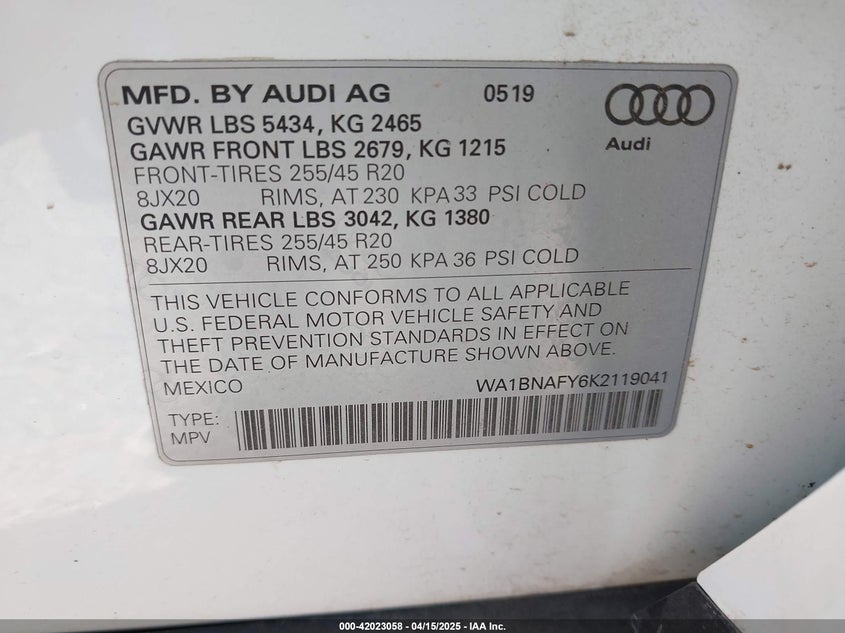 MFD. BY AUDI AG 0519
GVWR LBS 5434, KG 2465
GAWR FRONT LBS 2679, KG 1215
Audi
FRONT-TIRES 255/45 R20
8JX20 RIMS, AT 230 KPA 33 PSI COLD
GAWR REAR LBS 3042, KG 1380
REAR-TIRES 255/45 R20
8JX20 RIMS, AT 250 KPA 36 PSI COLD
THIS VEHICLE CONFORMS TO ALL APPLICABLE
U.S. FEDERAL MOTOR VEHICLE SAFETY AND
THEFT PREVENTION STANDARDS IN EFFECT ON
THE DATE OF MANUFACTURE SHOWN ABOVE.
MEXICO WA1BNAFY6K2119041
TYPE:
MPV
000-42023058 - 04/15/2025 - IAA Inc.